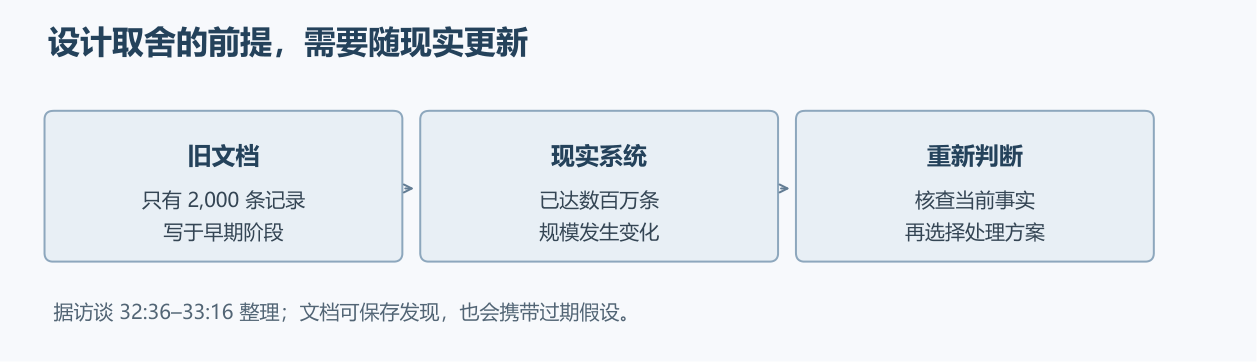 设计取舍的前提，需要随现实更新
旧文档
只有 2,000 条记录
写于早期阶段
现实系统
已达数百万条
规模发生变化
重新判断
核查当前事实
再选择处理方案
据访谈 32:36–33:16 整理；文档可保存发现，也会携带过期假设。